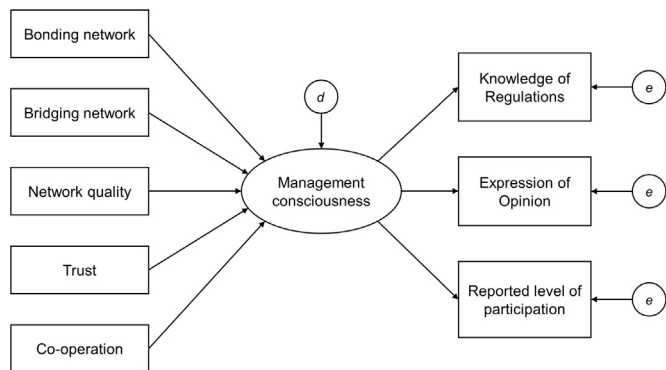 Bonding network
Bridging network
Network quality
Trust
Co-operation
d
Management
consciousness
Knowledge of
Regulations
Expression of
Opinion
Reported level of
participation
e
e
e